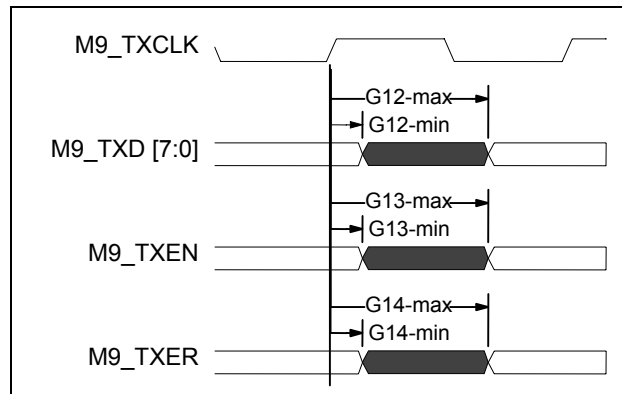 M9_TXCLK
G12-max
G12-min
M9_TXD [7:0]
G13-max
G13-min
M9_TXEN
G14-max
G14-min
M9_TXER